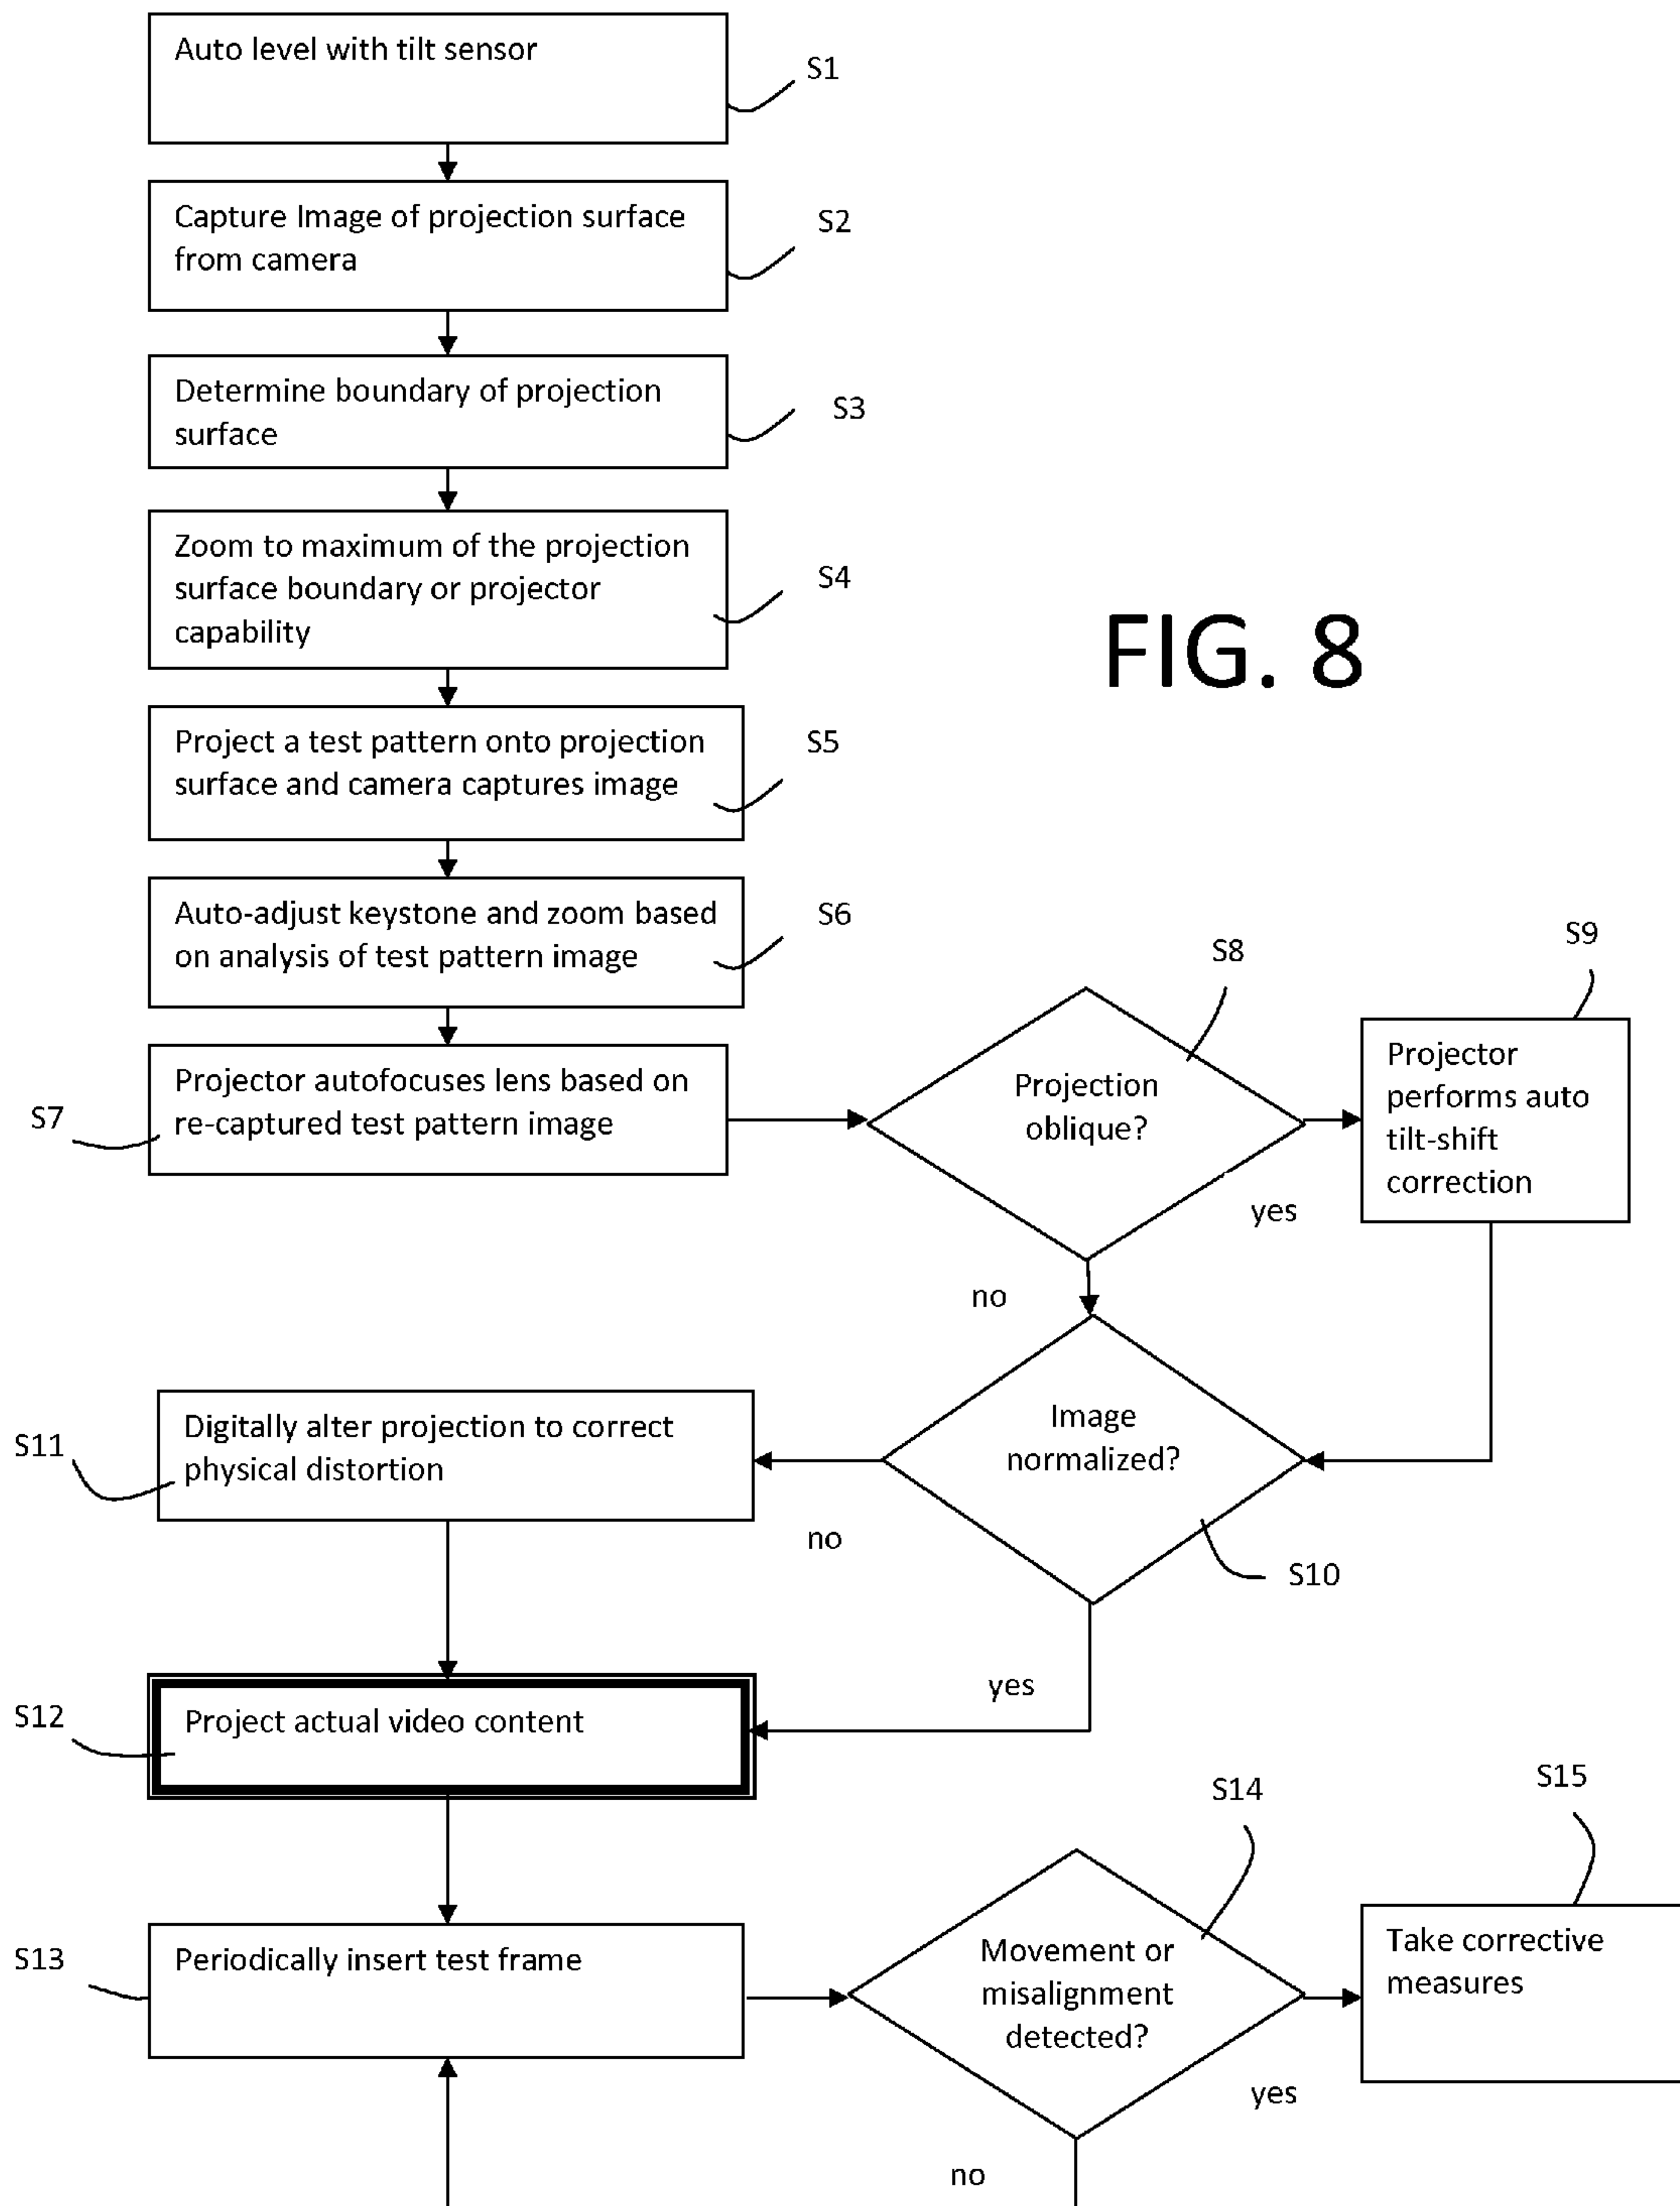 Auto level with tilt sensor
S1
Capture Image of projection surface
from camera
S2
Determine boundary of projection
surface
S3
Zoom to maximum of the projection
surface boundary or projector
capability
S4
FIG. 8
Project a test pattern onto projection
surface and camera captures image
S5
Auto-adjust keystone and zoom based
on analysis of test pattern image
S6
Projector autofocuses lens based on
re-captured test pattern image
S7
Projection
oblique?
S8
yes
no
Projector
performs auto
tilt-shift
correction
S9
Image
normalized?
S10
no
yes
Digitally alter projection to correct
physical distortion
S11
Project actual video content
S12
Periodically insert test frame
S13
Movement or
misalignment
detected?
S14
yes
no
Take corrective
measures
S15